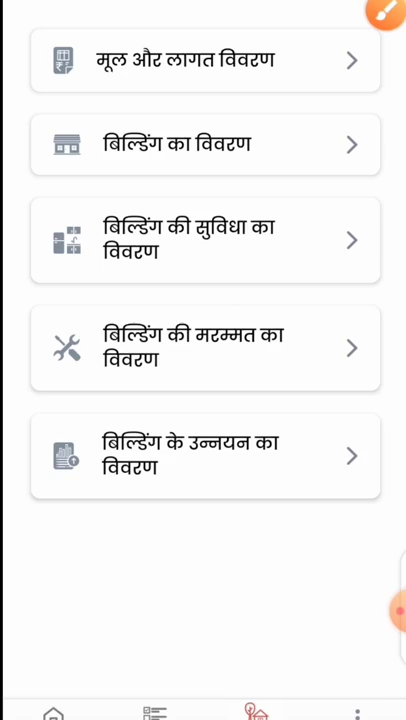 मूल और लागत विवरण
बिल्डिंग का विवरण
बिल्डिंग की सुविधा का
विवरण
बिल्डिंग की मरम्मत का
विवरण
बिल्डिंग के उन्नयन का
विवरण